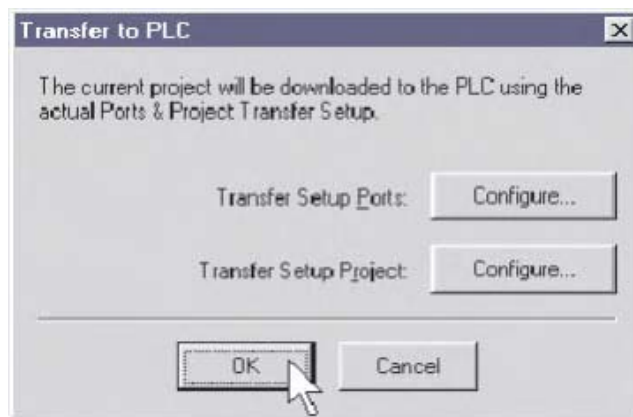 Transfer to PLC
The current project will be downloaded to the PLC using the
actual Ports & Project Transfer Setup.
Transfer Setup Ports: Configure...
Transfer Setup Project: Configure...
OK Cancel